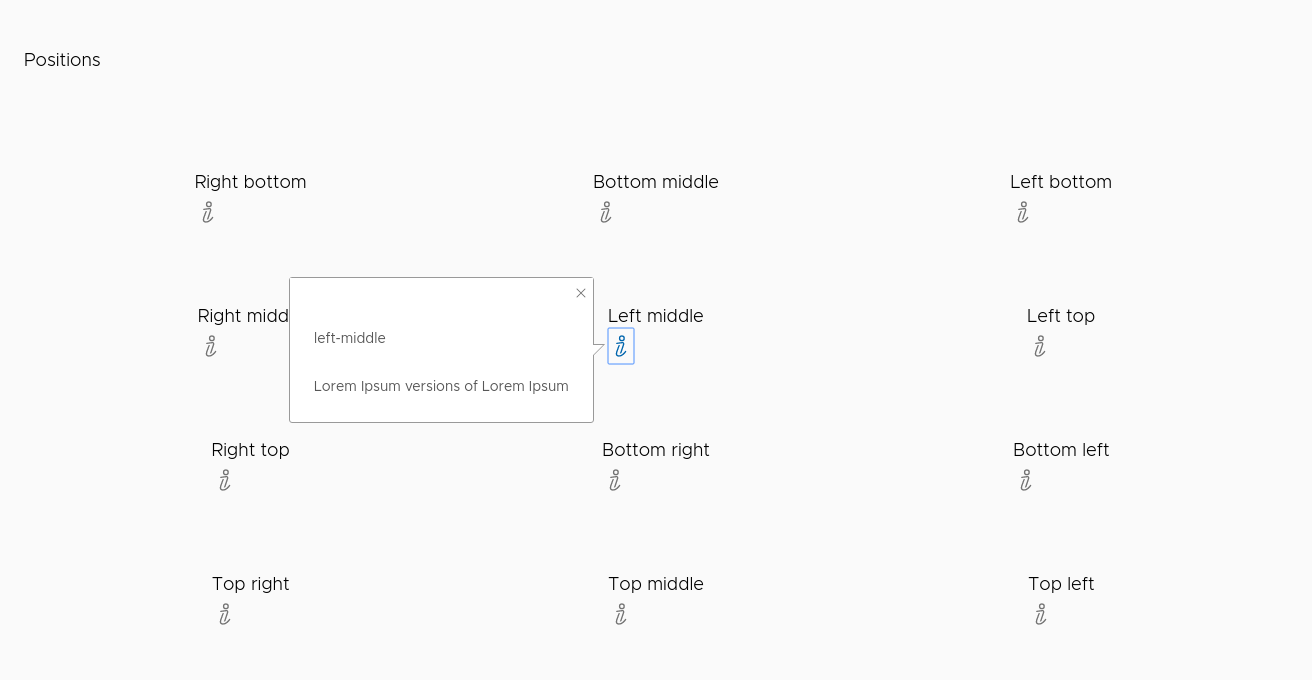 Positions
Right bottom
Bottom middle
Left bottom
Right midd
left-middle
Lorem Ipsum versions of Lorem Ipsum
Left middle
Left top
Right top
Bottom right
Bottom left
Top right
Top middle
Top left